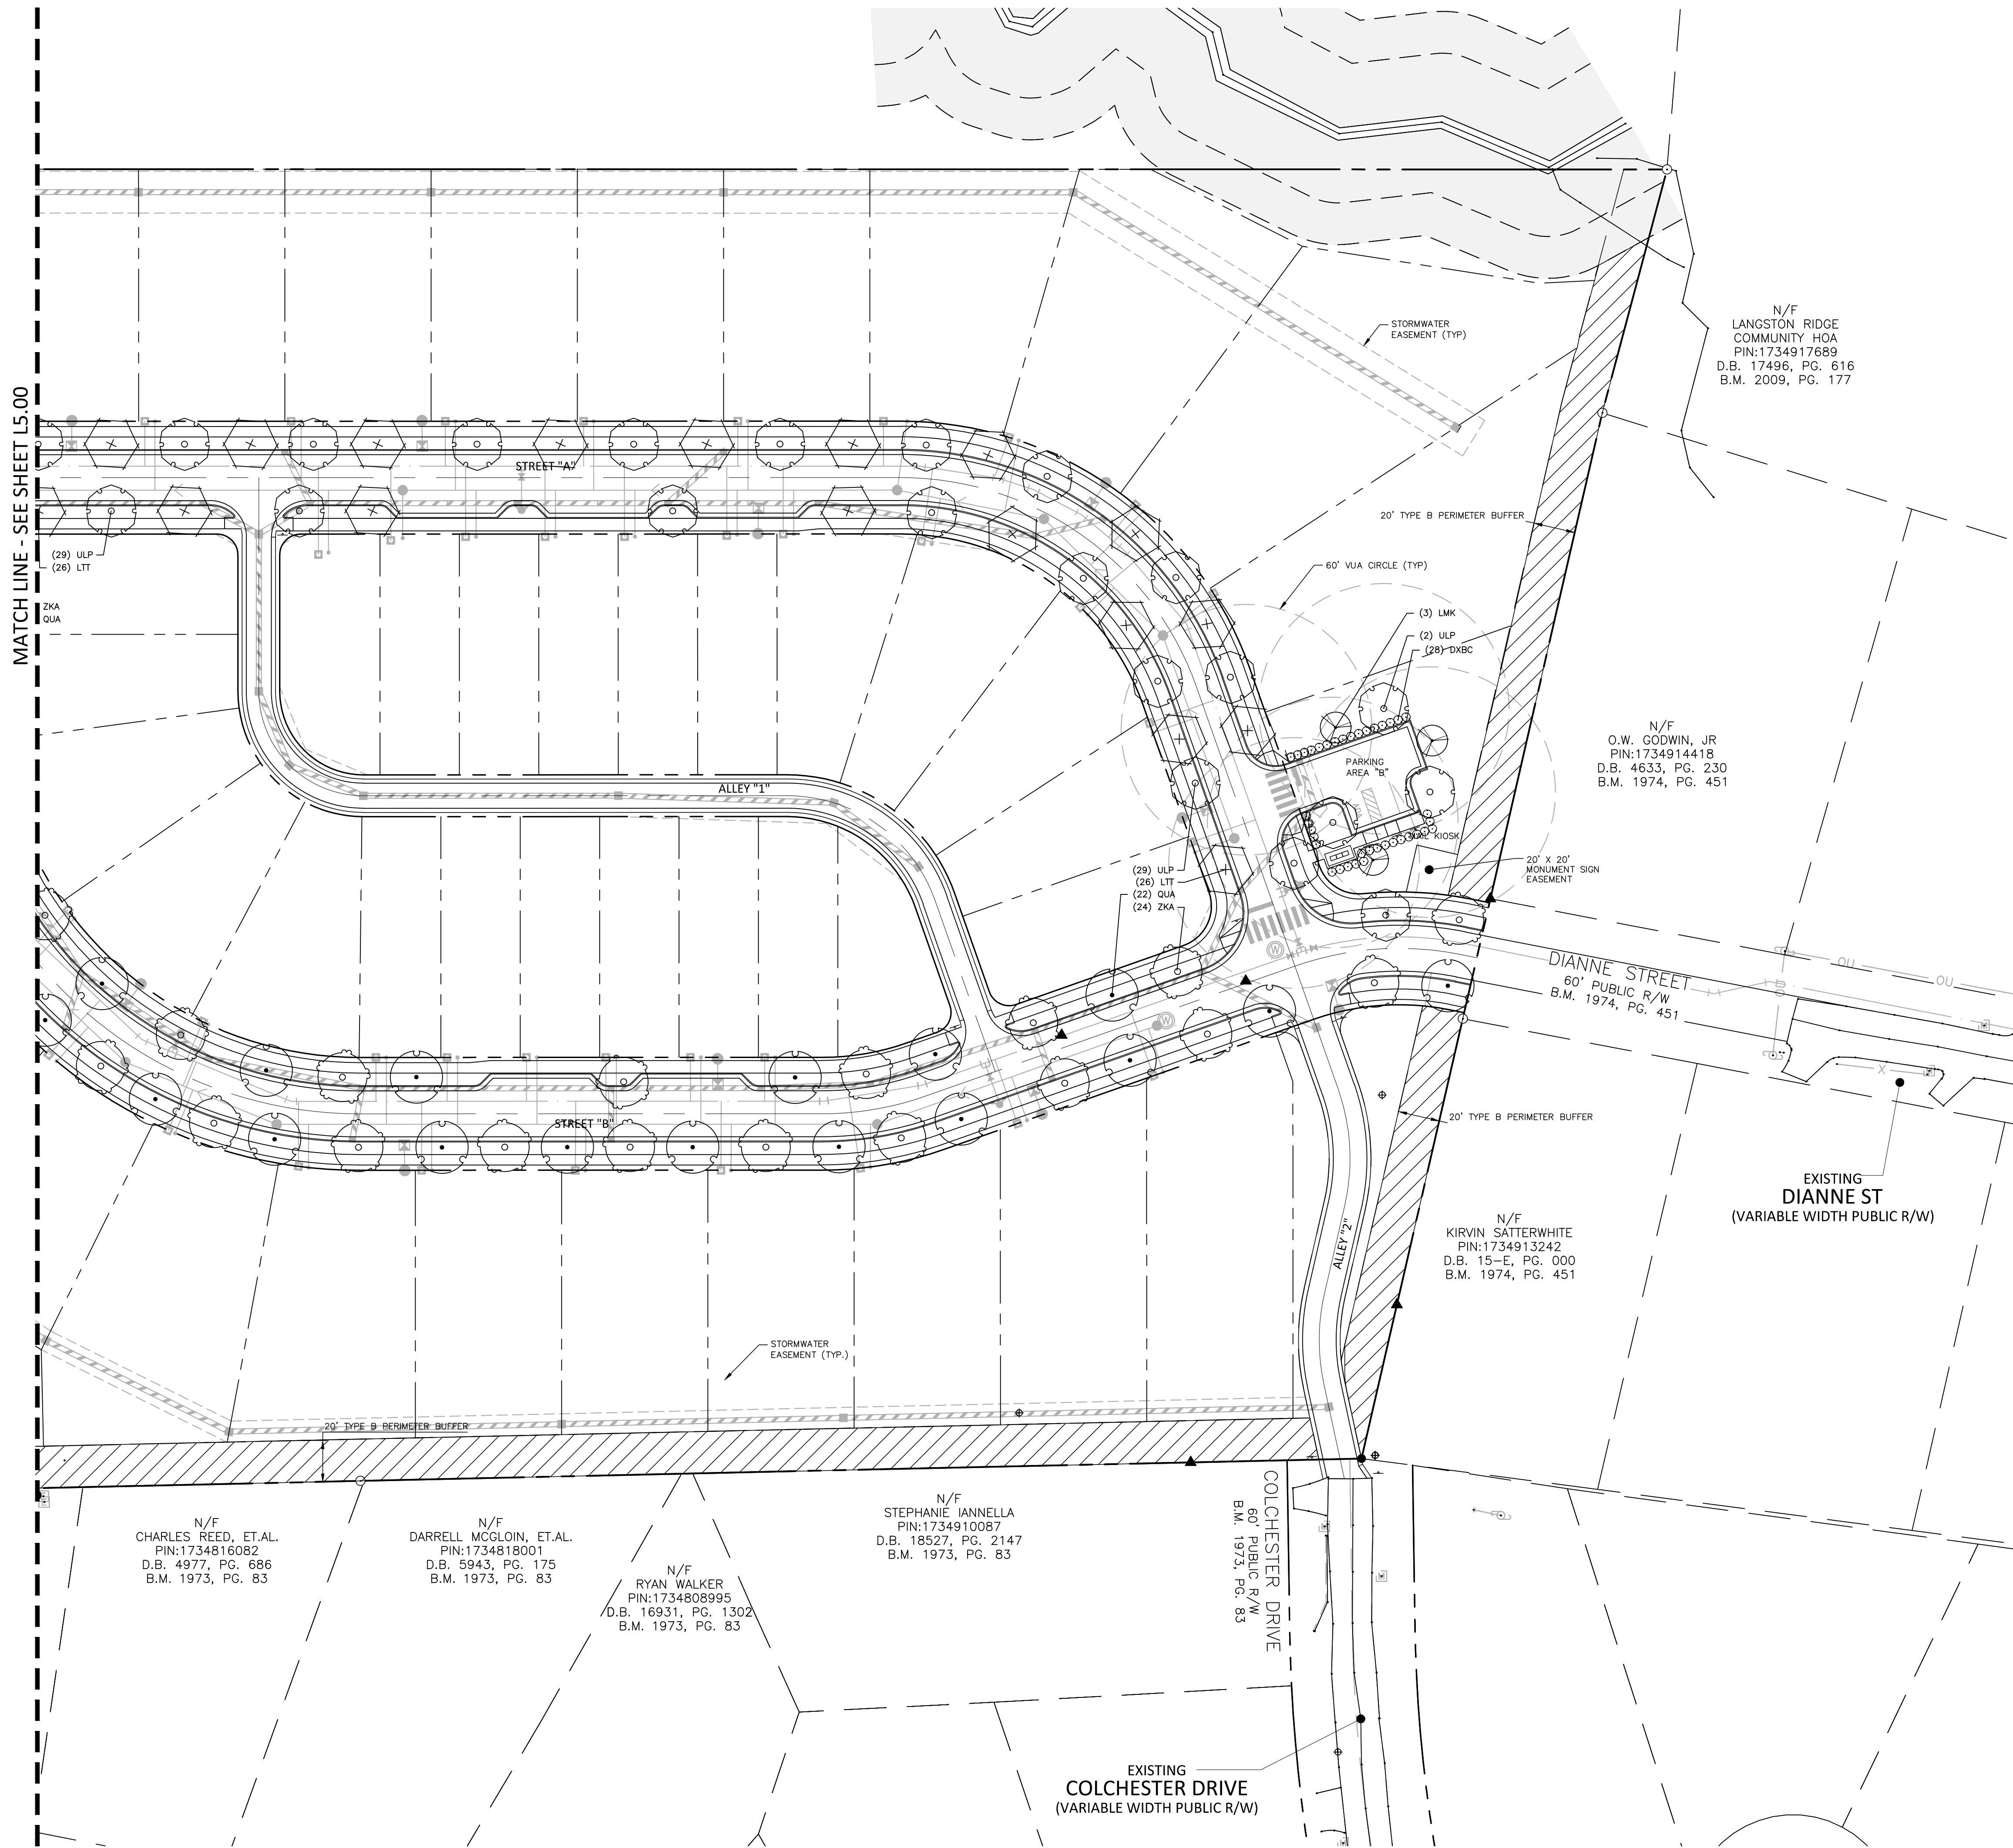 MATCH LINE - SEE SHEET L5.00
STORMWATER
EASEMENT (TYP)
N/F
LANGSTON RIDGE
COMMUNITY HOA
PIN:1734917689
D.B. 17496, PG. 616
B.M. 2009, PG. 177
STREET "A"
20' TYPE B PERIMETER BUFFER
(29) ULP
(26) LTT
60' VUA CIRCLE (TYP)
ZKA
QUA
(3) LMK
(2) ULP
(28) DXBC
N/F
O.W. GODWIN, JR
PIN:1734914418
D.B. 4633, PG. 230
B.M. 1974, PG. 451
PARKING
AREA "B"
ALLEY "1"
MAIL KIOSK
20' X 20'
MONUMENT SIGN
EASEMENT
(29) ULP
(26) LTT
(22) QUA
(24) ZKA
W
W
OU
OU
DIANNE STREET
60' PUBLIC R/W
B.M. 1974, PG. 451
X
STREET "B"
20' TYPE B PERIMETER BUFFER
EXISTING
DIANNE ST
(VARIABLE WIDTH PUBLIC R/W)
ALLEY "2"
N/F
KIRVIN SATTERWHITE
PIN:1734913242
D.B. 15-E, PG. 000
B.M. 1974, PG. 451
STORMWATER
EASEMENT (TYP.)
20' TYPE B PERIMETER BUFFER
N/F
CHARLES REED, ET.AL.
PIN:1734816082
D.B. 4977, PG. 686
B.M. 1973, PG. 83
N/F
DARRELL MCGLOIN, ET.AL.
PIN:1734818001
D.B. 5943, PG. 175
B.M. 1973, PG. 83
N/F
RYAN WALKER
PIN:1734808995
D.B. 16931, PG. 1302
B.M. 1973, PG. 83
N/F
STEPHANIE IANNELLA
PIN:1734910087
D.B. 18527, PG. 2147
B.M. 1973, PG. 83
COLCHESTER DRIVE
60' PUBLIC R/W
B.M. 1973, PG. 83
EXISTING
COLCHESTER DRIVE
(VARIABLE WIDTH PUBLIC R/W)